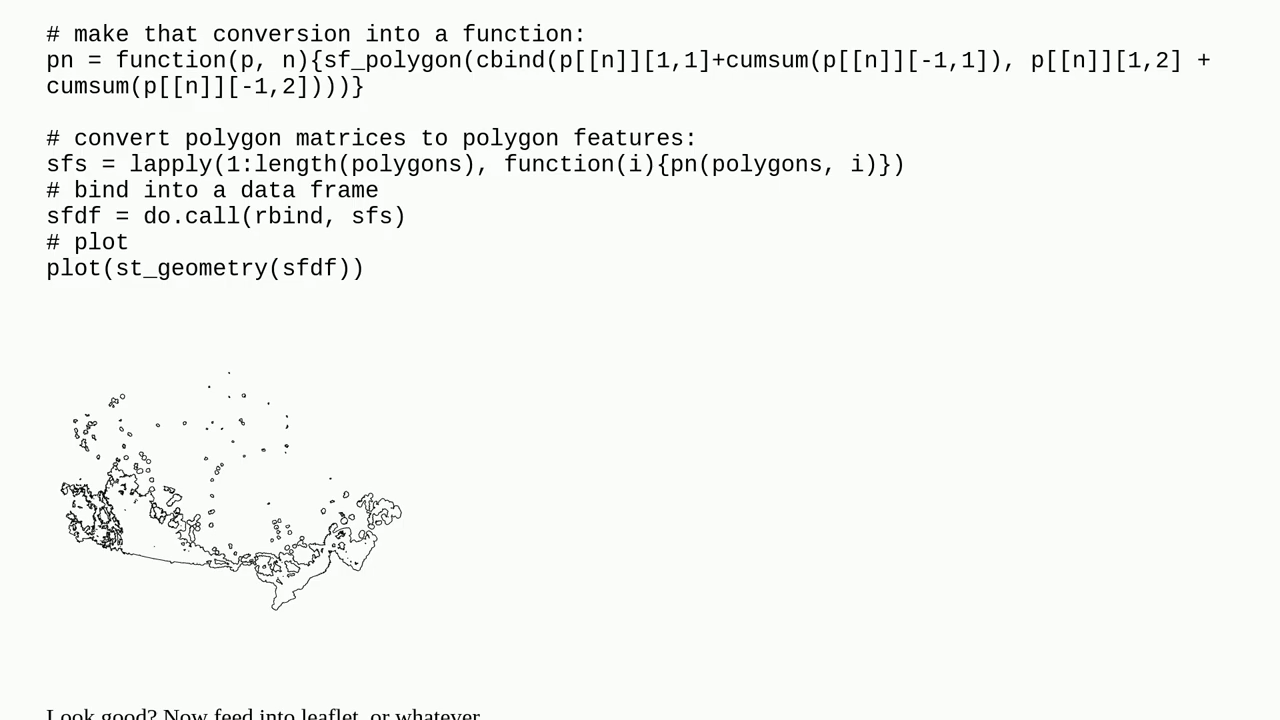 # make that conversion into a function:
pn = function(p, n){sf_polygon(cbind(p[[n]][1,1]+cumsum(p[[n]][-1,1]), p[[n]][1,2] +
cumsum(p[[n]][-1,2])))}
# convert polygon matrices to polygon features:
sfs = lapply(1:length(polygons), function(i){pn(polygons, i)})
# bind into a data frame
sfdf = do.call(rbind, sfs)
# plot
plot(st_geometry(sfdf))
Look good? Now feed into leaflet, or whatever